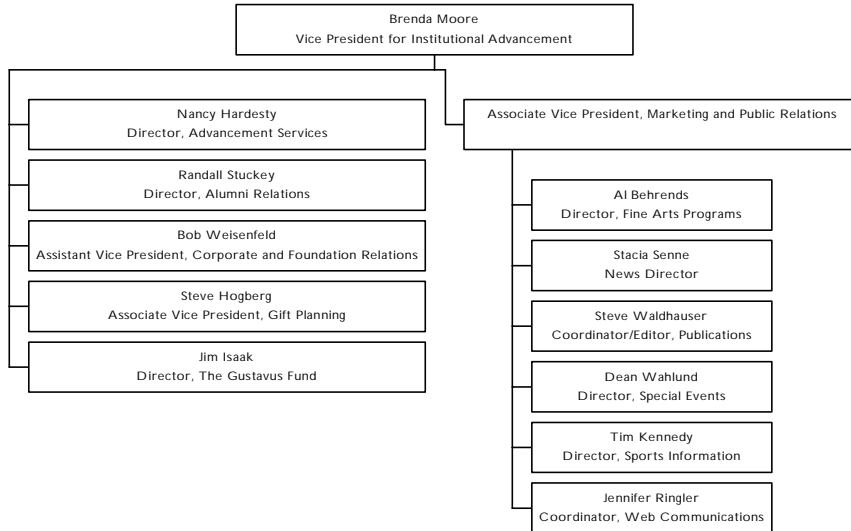 Brenda Moore
Vice President for Institutional Advancement
Nancy Hardesty
Director, Advancement Services
Randall Stuckey
Director, Alumni Relations
Bob Weisenfeld
Assistant Vice President, Corporate and Foundation Relations
Steve Hogberg
Associate Vice President, Gift Planning
Jim Isaak
Director, The Gustavus Fund
Associate Vice President, Marketing and Public Relations
Al Behrends
Director, Fine Arts Programs
Stacia Senne
News Director
Steve Waldhauser
Coordinator/Editor, Publications
Dean Wahlund
Director, Special Events
Tim Kennedy
Director, Sports Information
Jennifer Ringler
Coordinator, Web Communications